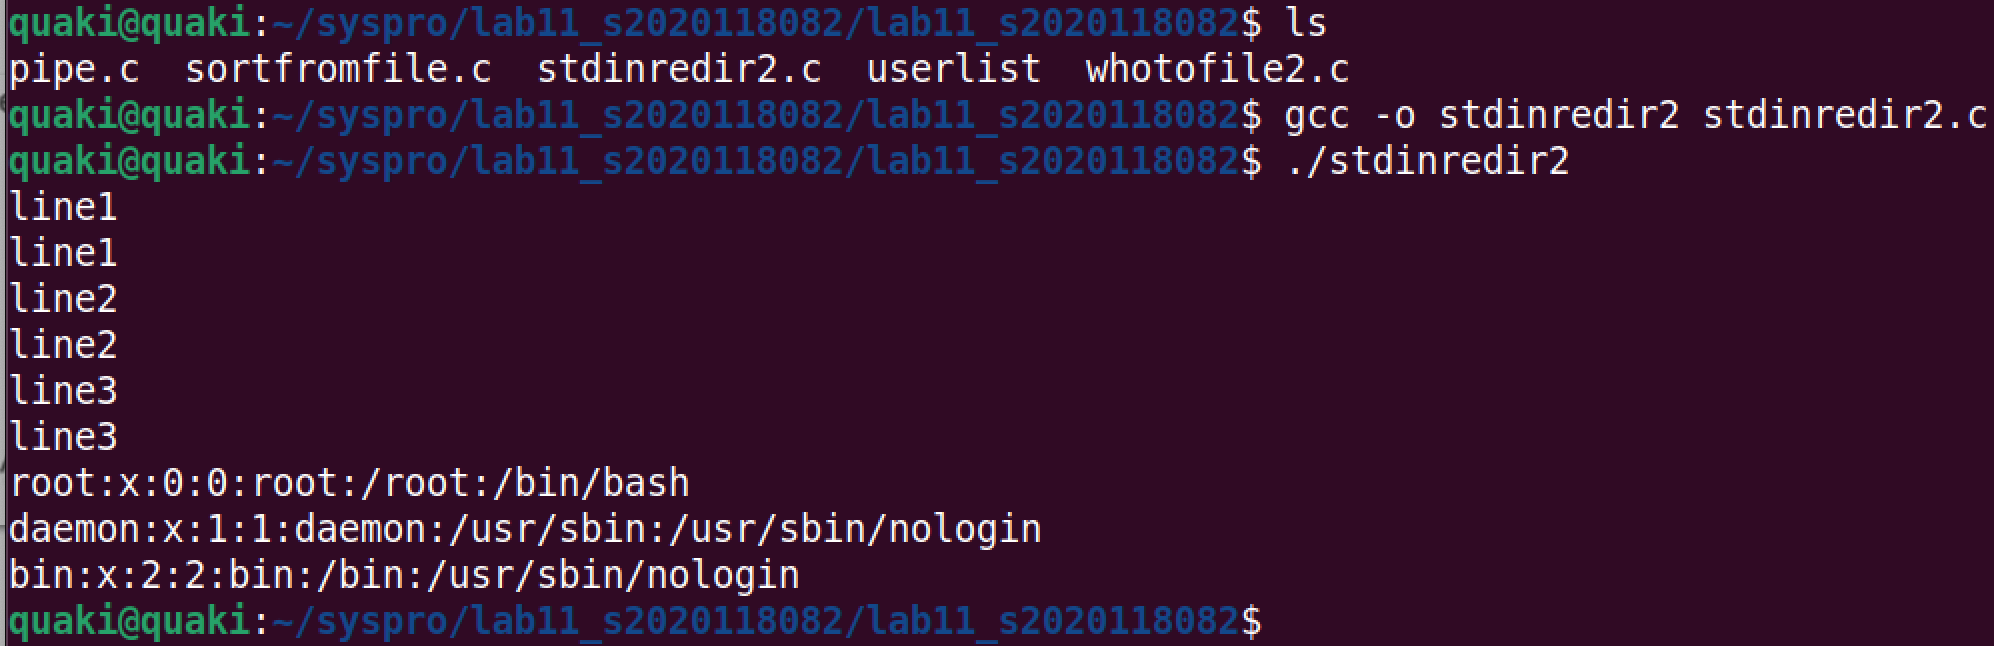 quaki@quaki:~/syspro/lab11_s2020118082/lab11_s2020118082$ ls
pipe.c  sortfromfile.c  stdinredir2.c  userlist  whotofile2.c
quaki@quaki:~/syspro/lab11_s2020118082/lab11_s2020118082$ gcc -o stdinredir2 stdinredir2.c
quaki@quaki:~/syspro/lab11_s2020118082/lab11_s2020118082$ ./stdinredir2
line1
line1
line2
line2
line3
line3
root:x:0:0:root:/root:/bin/bash
daemon:x:1:1:daemon:/usr/sbin:/usr/sbin/nologin
bin:x:2:2:bin:/bin:/usr/sbin/nologin
quaki@quaki:~/syspro/lab11_s2020118082/lab11_s2020118082$